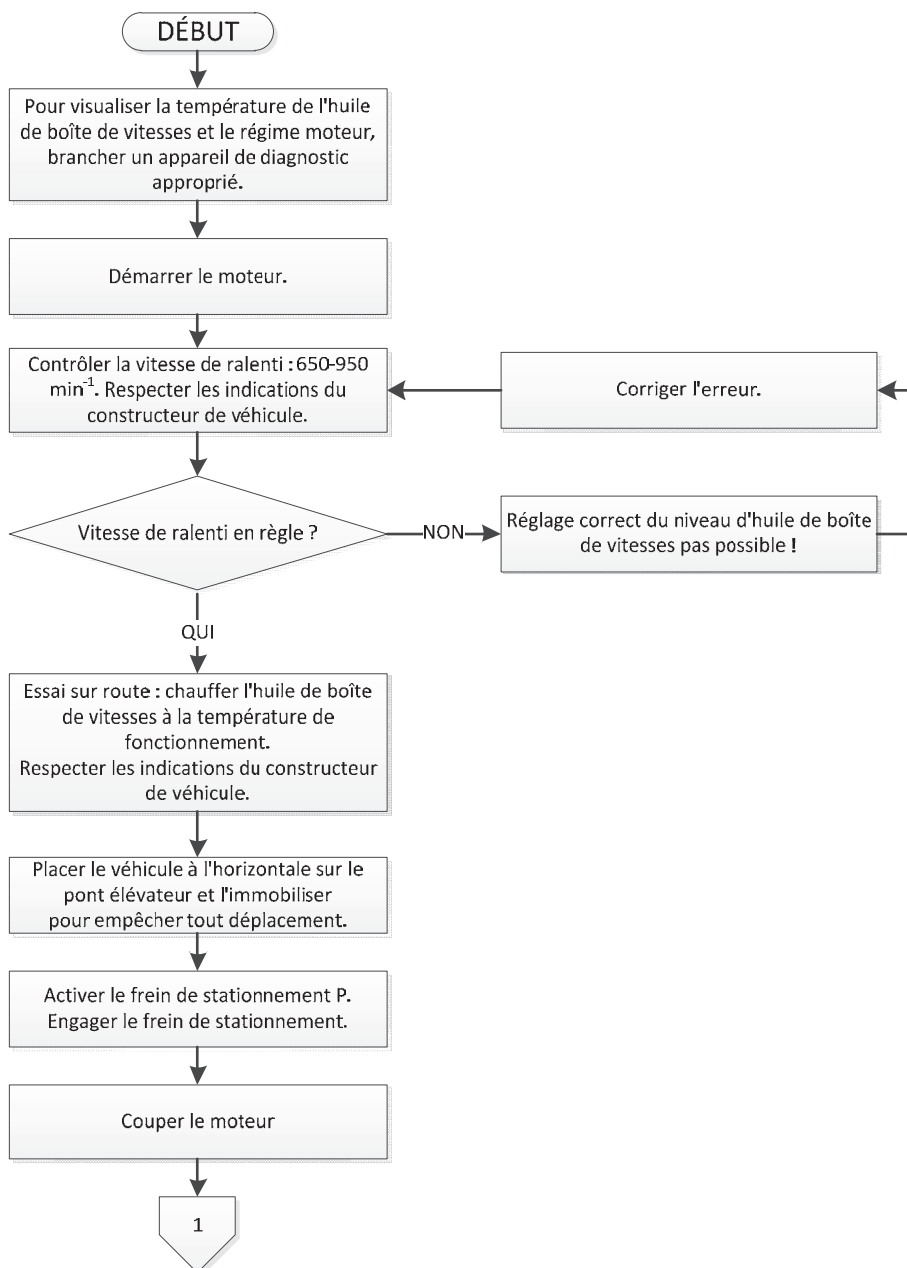 DÉBUT
Pour visualiser la température de l'huile
de boîte de vitesses et le régime moteur,
brancher un appareil de diagnostic
approprié.
Démarrer le moteur.
Contrôler la vitesse de ralenti : 650-950
min⁻¹. Respecter les indications du
constructeur de véhicule.
Corriger l'erreur.
Vitesse de ralenti en règle ?
NON
Réglage correct du niveau d'huile de boîte
de vitesses pas possible !
QUI
Essai sur route : chauffer l'huile de boîte
de vitesses à la température de
fonctionnement.
Respecter les indications du constructeur
de véhicule.
Placer le véhicule à l'horizontale sur le
pont élévateur et l'immobiliser
pour empêcher tout déplacement.
Activer le frein de stationnement P.
Engager le frein de stationnement.
Couper le moteur
1